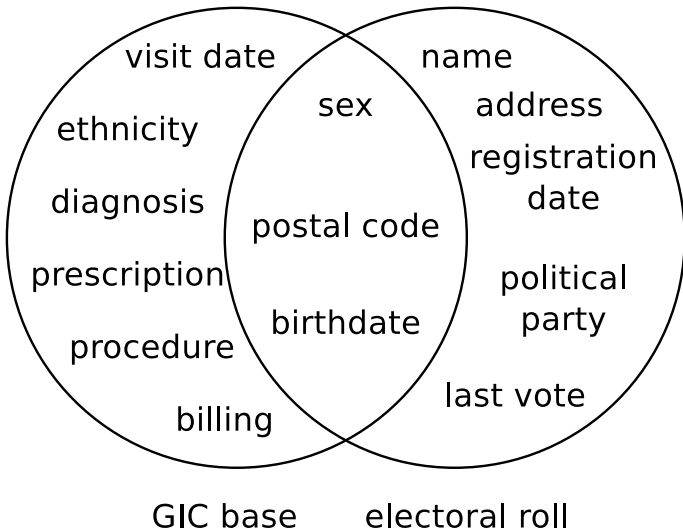 visit date
ethnicity
diagnosis
prescription
procedure
billing
sex
postal code
birthdate
name
address
registration
date
political
party
last vote
GIC base
electoral roll